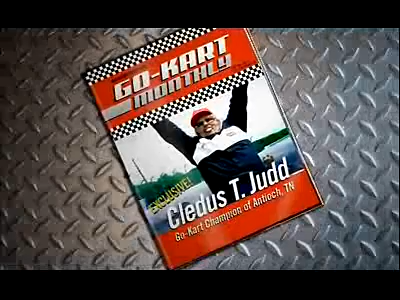 GO-KART
MONTHLY
EXCLUSIVE!
Cledus T. Judd
Go-Kart Champion of Antioch, TN